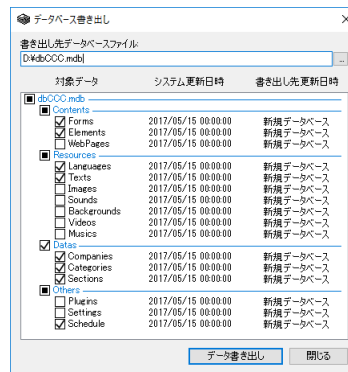 データベース書き出し
書き出し先データベースファイル
D:¥dbCCC.mdb
...
対象データ システム更新日時 書き出し先更新日時
dbCCC.mdb
Contents
Forms 2017/05/15 00:00:00 新規データベース
Elements 2017/05/15 00:00:00 新規データベース
WebPages 2017/05/15 00:00:00 新規データベース
Resources
Languages 2017/05/15 00:00:00 新規データベース
Texts 2017/05/15 00:00:00 新規データベース
Images 2017/05/15 00:00:00 新規データベース
Sounds 2017/05/15 00:00:00 新規データベース
Backgrounds 2017/05/15 00:00:00 新規データベース
Videos 2017/05/15 00:00:00 新規データベース
Musics 2017/05/15 00:00:00 新規データベース
Datas
Companies 2017/05/15 00:00:00 新規データベース
Categories 2017/05/15 00:00:00 新規データベース
Sections 2017/05/15 00:00:00 新規データベース
Others
Plugins 2017/05/15 00:00:00 新規データベース
Settings 2017/05/15 00:00:00 新規データベース
Schedule 2017/05/15 00:00:00 新規データベース
データ書き出し 閉じる